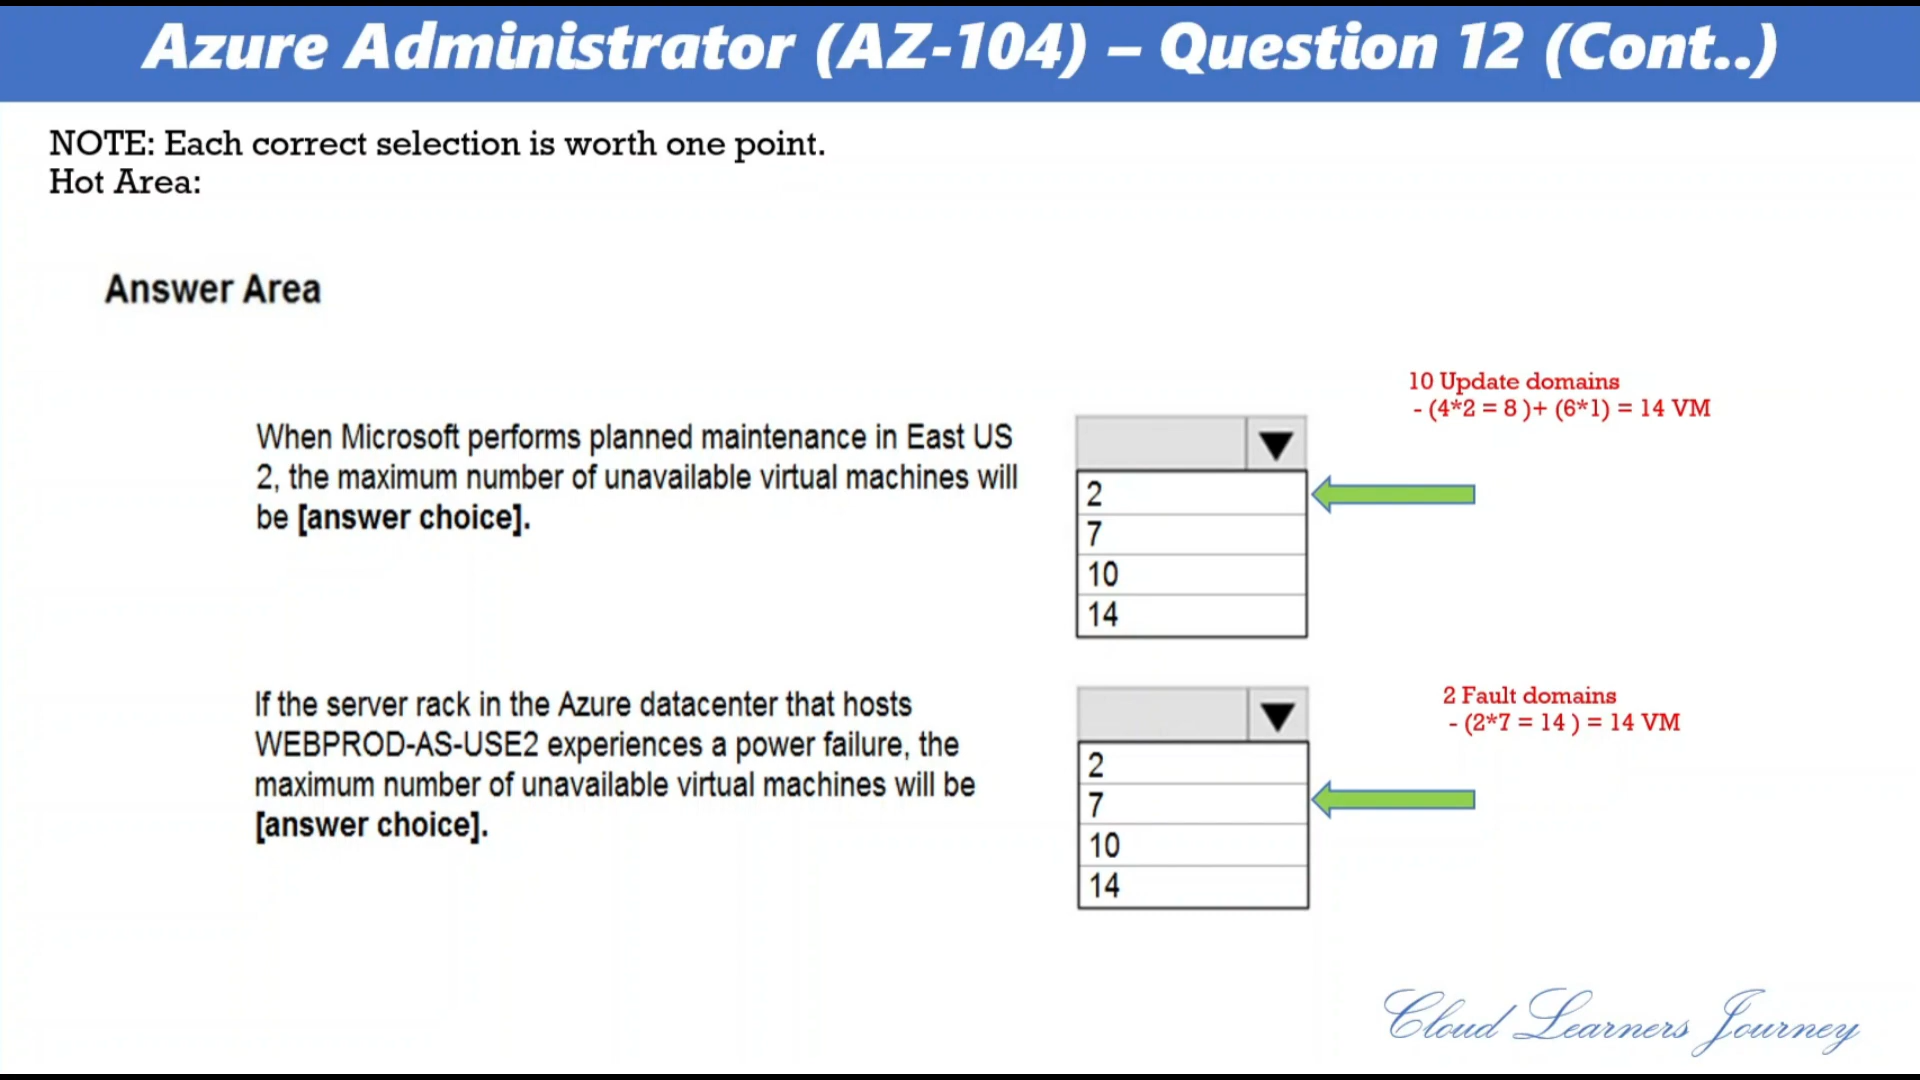 Azure Administrator (AZ-104) – Question 12 (Cont..)
NOTE: Each correct selection is worth one point.
Hot Area:
Answer Area
10 Update domains
- (4*2 = 8 )+ (6*1) = 14 VM
When Microsoft performs planned maintenance in East US
2, the maximum number of unavailable virtual machines will
be [answer choice].
2
7
10
14
2 Fault domains
- (2*7 = 14 ) = 14 VM
If the server rack in the Azure datacenter that hosts
WEBPROD-AS-USE2 experiences a power failure, the
maximum number of unavailable virtual machines will be
[answer choice].
2
7
10
14
Cloud Learners Journey